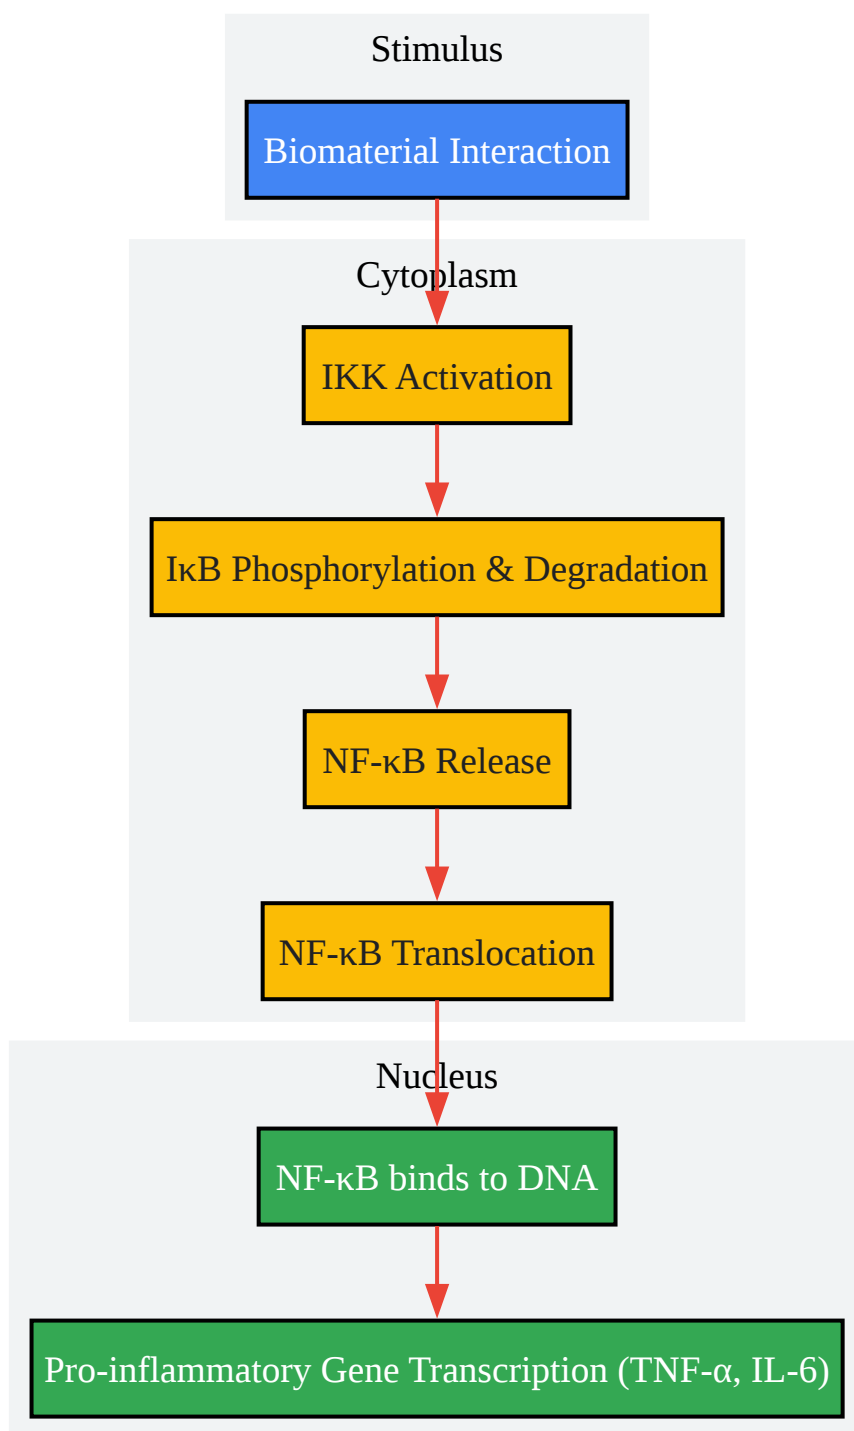 Stimulus
Biomaterial Interaction
Cytoplasm
IKK Activation
IκB Phosphorylation & Degradation
NF-κB Release
NF-κB Translocation
Nucleus
NF-κB binds to DNA
Pro-inflammatory Gene Transcription (TNF-α, IL-6)